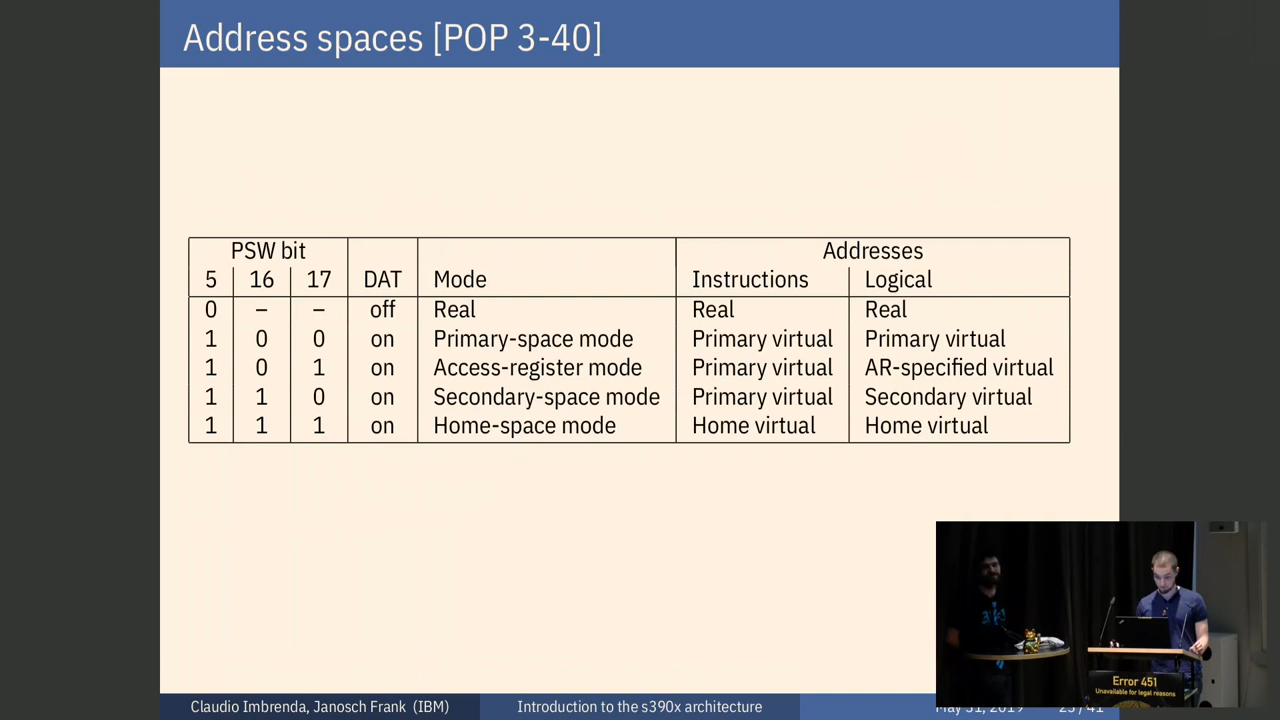 Address spaces [POP 3-40]
PSW bit Addresses
5 16 17 DAT Mode Instructions Logical
0 – – off Real Real Real
1 0 0 on Primary-space mode Primary virtual Primary virtual
1 0 1 on Access-register mode Primary virtual AR-specified virtual
1 1 0 on Secondary-space mode Primary virtual Secondary virtual
1 1 1 on Home-space mode Home virtual Home virtual
Error 451
Unavailable for legal reasons
Claudio Imbrenda, Janosch Frank (IBM) Introduction to the s390x architecture May 31, 2019